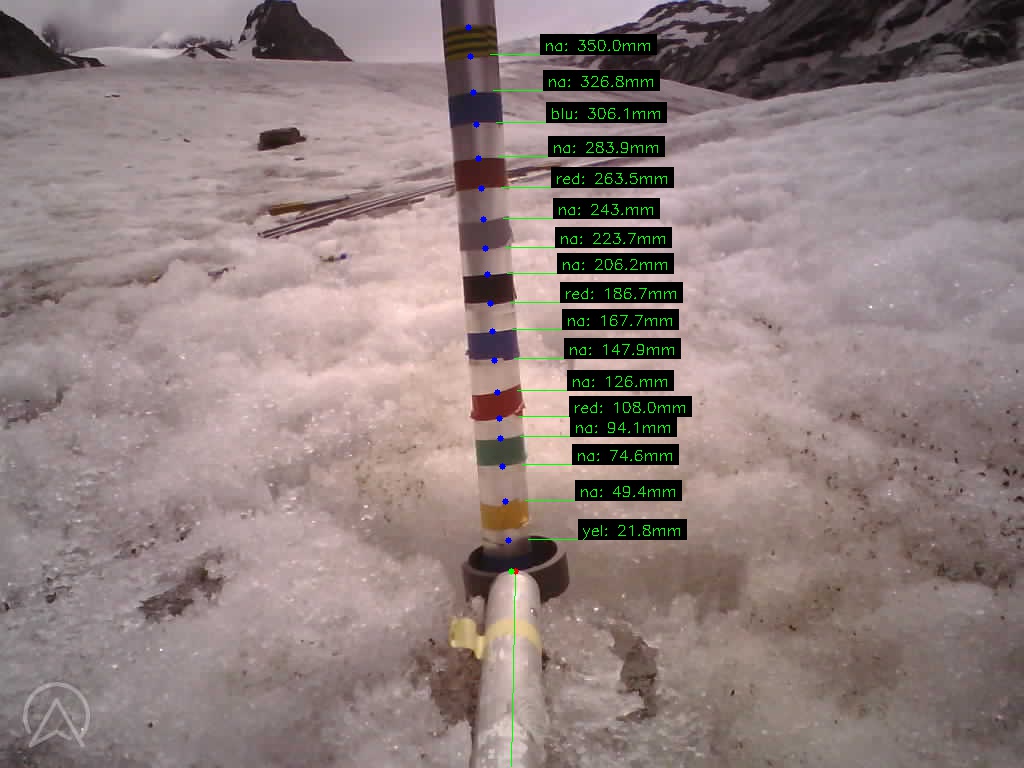 na: 350.0mm
na: 326.8mm
blu: 306.1mm
na: 283.9mm
red: 263.5mm
na: 243.mm
na: 223.7mm
na: 206.2mm
red: 186.7mm
na: 167.7mm
na: 147.9mm
na: 126.mm
red: 108.0mm
na: 94.1mm
na: 74.6mm
na: 49.4mm
yel: 21.8mm